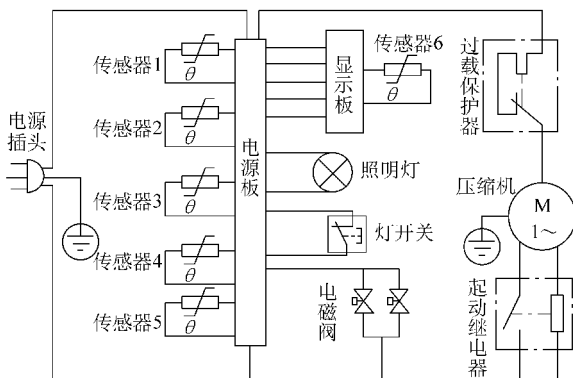 传感器1
θ
传感器2
θ
传感器3
θ
传感器4
θ
传感器5
θ
电源
插头
电源板
显示板
传感器6
θ
照明灯
灯开关
电磁阀
过载保护器
压缩机
M
1~
起动继电器